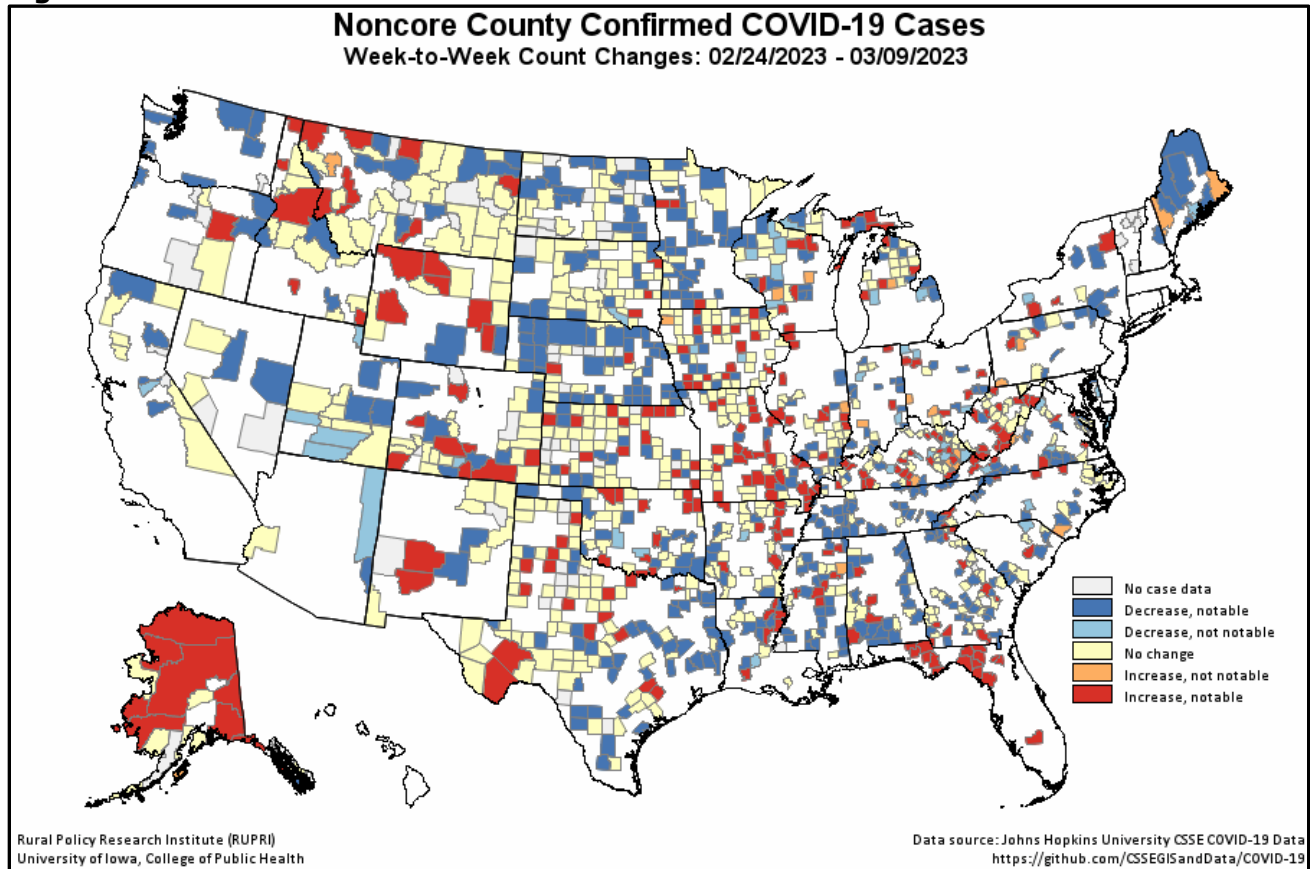 Noncore County Confirmed COVID-19 Cases
Week-to-Week Count Changes: 02/24/2023 - 03/09/2023
No case data
Decrease, notable
Decrease, not notable
No change
Increase, not notable
Increase, notable
Rural Policy Research Institute (RUPRI)
University of Iowa, College of Public Health
Data source: Johns Hopkins University CSSE COVID-19 Data
https://github.com/CSSEGISandData/COVID-19